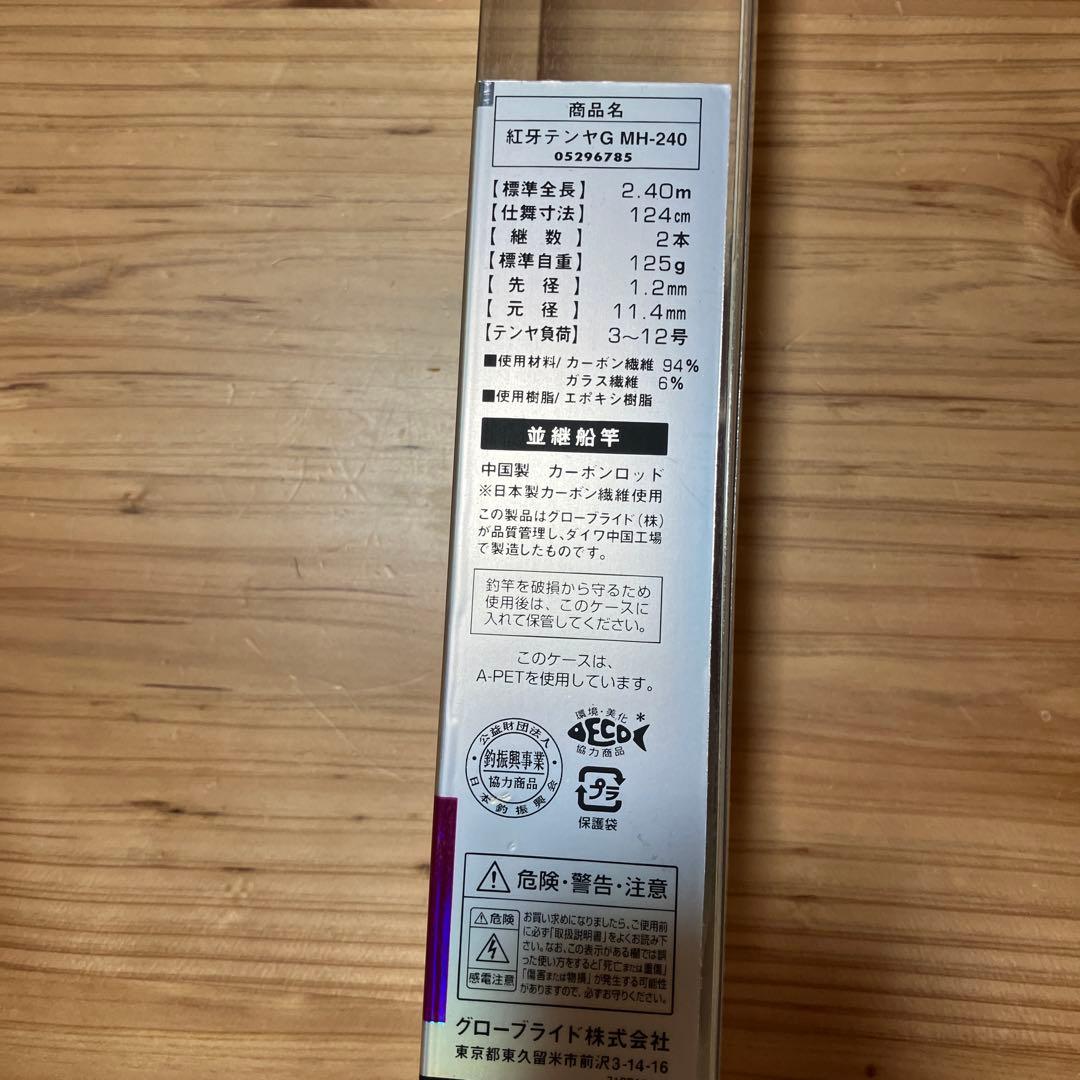 商品名
紅牙テンヤG MH-240
05296785
【標準全長】 2.40m
【仕舞寸法】 124cm
【継数】 2本
【標準自重】 125g
【先径】 1.2mm
【元径】 11.4mm
【テンヤ負荷】 3～12号
■使用材料/カーボン繊維 94%
ガラス繊維 6%
■使用樹脂/エポキシ樹脂
並継船竿
中国製 カーボンロッド
※日本製カーボン繊維使用
この製品はグローブライド(株)
が品質管理し、ダイワ中国工場
で製造したものです。
釣竿を破損から守るため
使用後は、このケースに
入れて保管してください。
このケースは、
A-PETを使用しています。
公益財団法人
釣振興事業
協力商品
日本釣振興会
環境・美化
ECO
協力商品
プラ
保護袋
危険・警告・注意
危険
感電注意
お買い求めになりましたら、ご使用前
に必ず「取扱説明書」をよくお読み下
さい。なお、この表示がある欄では誤
った使い方をすると「死亡または重傷」
「傷害または物損」が発生する可能性
がありますので、必ずお守りください。
グローブライド株式会社
東京都東久留米市前沢3-14-16